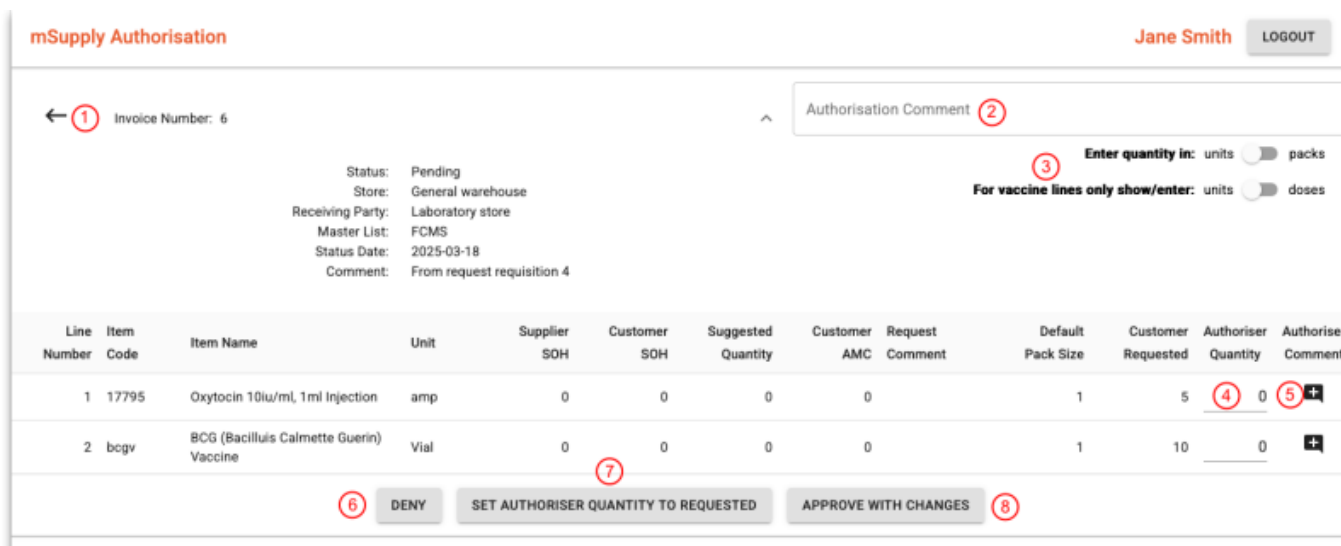 mSupply Authorisation
Jane Smith
LOGOUT
1
Invoice Number: 6
Authorisation Comment
2
3
Enter quantity in: units packs
For vaccine lines only show/enter: units doses
Status: Pending
Store: General warehouse
Receiving Party: Laboratory store
Master List: FCMS
Status Date: 2025-03-18
Comment: From request requisition 4
Line Number Item Code Item Name Unit Supplier SOH Customer SOH Suggested Quantity Customer AMC Request Comment Default Pack Size Customer Requested Authoriser Quantity Authorise Comment
1 17795 Oxytocin 10iu/ml, 1ml Injection amp 0 0 0 0 1 5 4 0 5
2 bcgv BCG (Bacilluis Calmette Guerin) Vaccine Vial 0 0 0 0 1 10 0
7
6 DENY SET AUTHORISER QUANTITY TO REQUESTED APPROVE WITH CHANGES 8